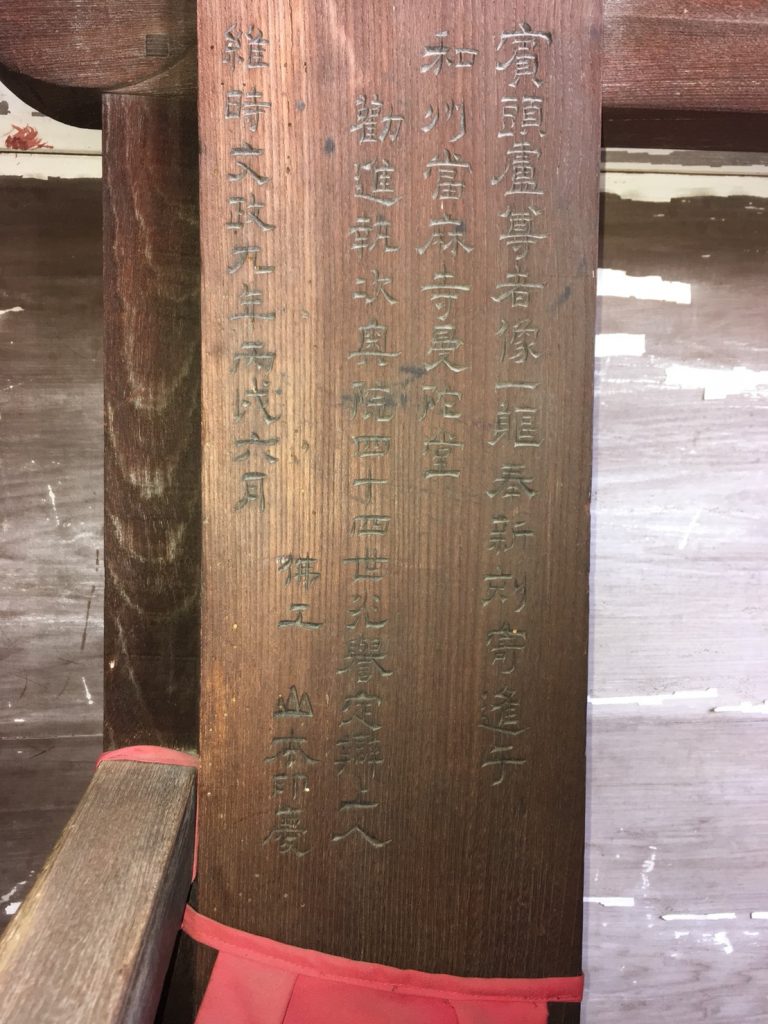 賓頭盧尊者像一軀奉新刻寄進于
和州當麻寺曼陀堂
勸進執次奥院四十四世光譽定辨上人
佛工 山本印慶
維時文政九年丙戌六月